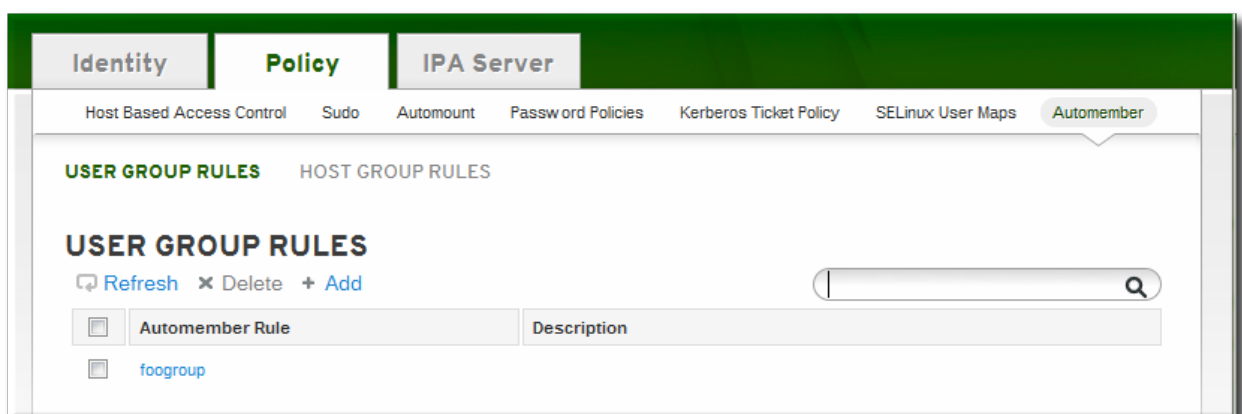 Identity Policy IPA Server
Host Based Access Control Sudo Automount Password Policies Kerberos Ticket Policy SELinux User Maps Automember
USER GROUP RULES HOST GROUP RULES
USER GROUP RULES
Refresh Delete + Add
Automember Rule Description
foogroup